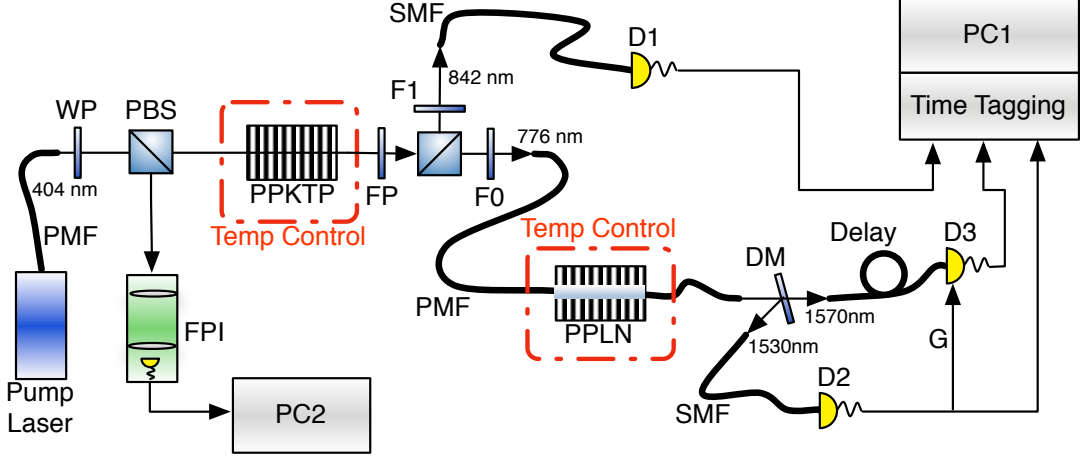 SMF
D1
PC1
Time Tagging
842 nm
F1
WP
PBS
776 nm
404 nm
PPKTP
FP
F0
Temp Control
PMF
Temp Control
Delay
D3
DM
PMF
PPLN
1570nm
1530nm
G
FPI
Pump
Laser
PC2
SMF
D2